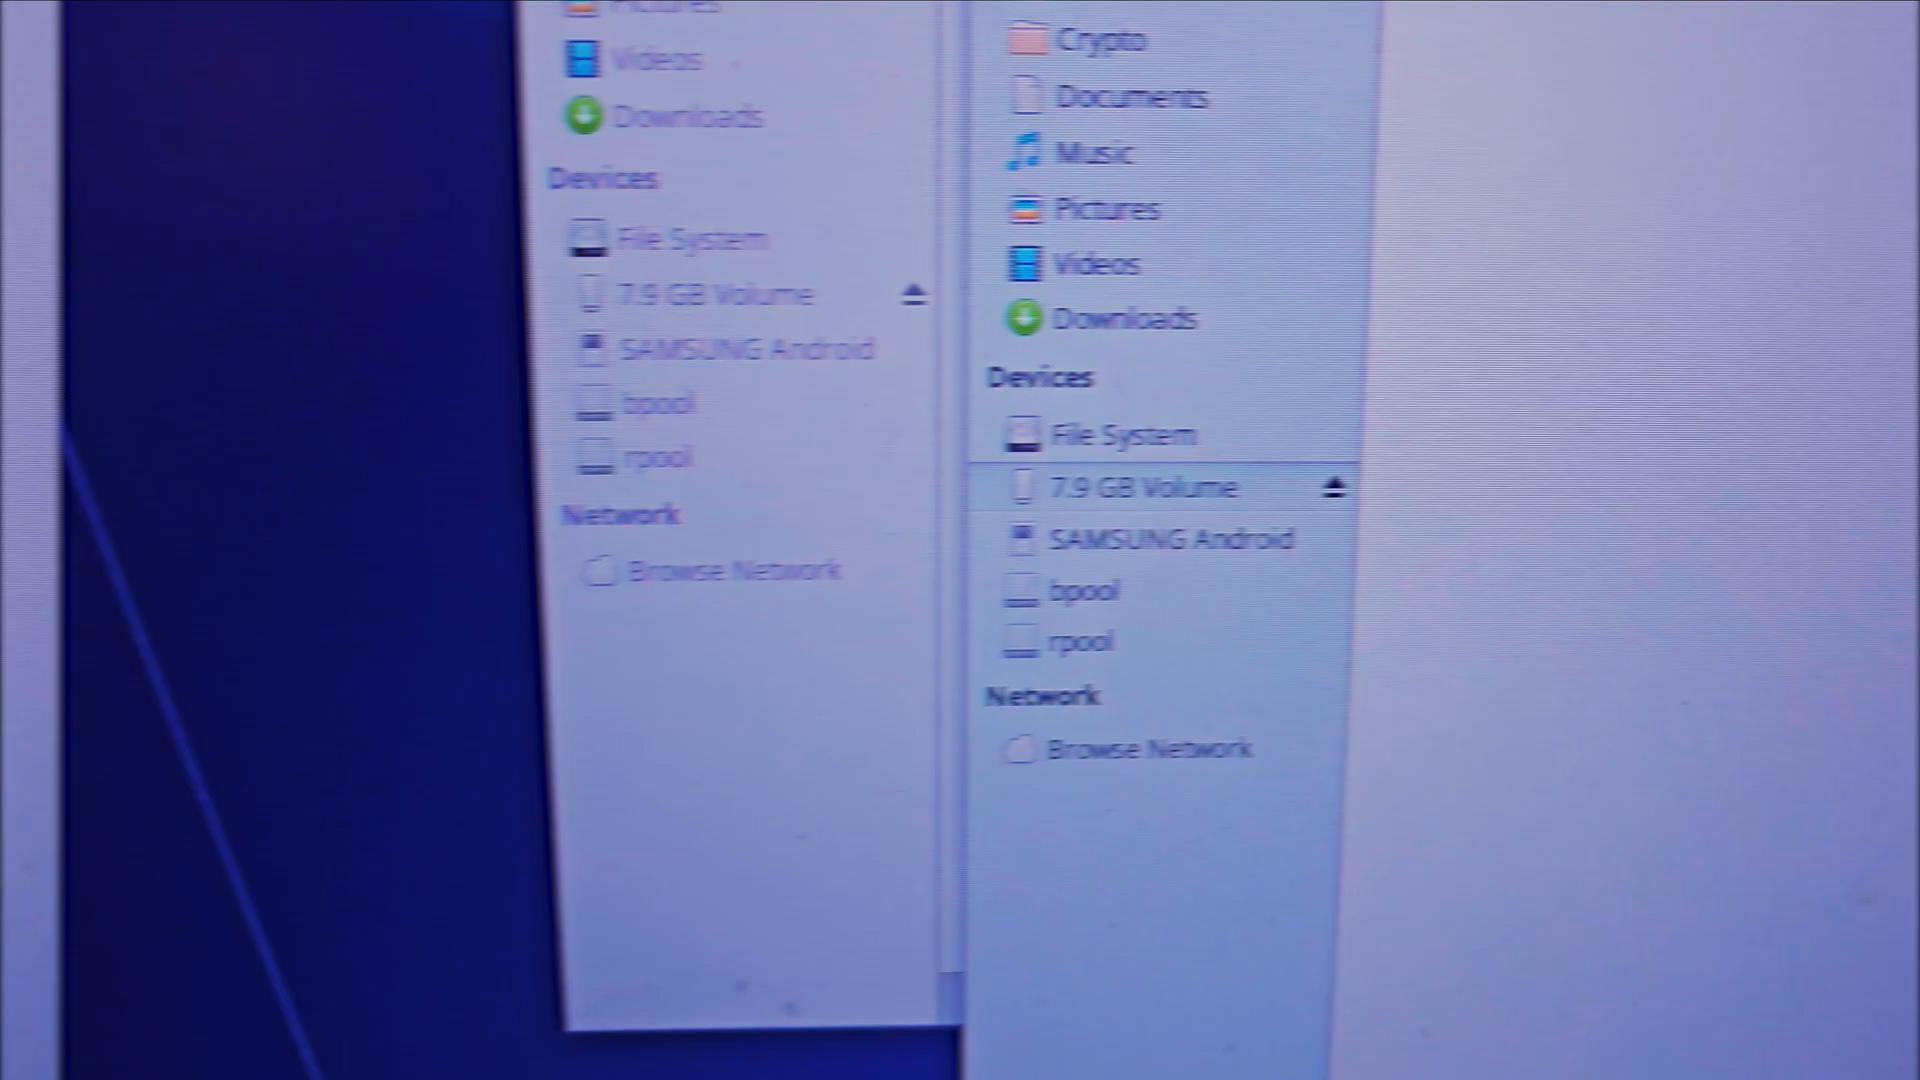 Pictures
Videos
Downloads
Devices
File System
7.9 GB Volume
SAMSUNG Android
bpool
rpool
Network
Browse Network
Crypto
Documents
Music
Pictures
Videos
Downloads
Devices
File System
7.9 GB Volume
SAMSUNG Android
bpool
rpool
Network
Browse Network